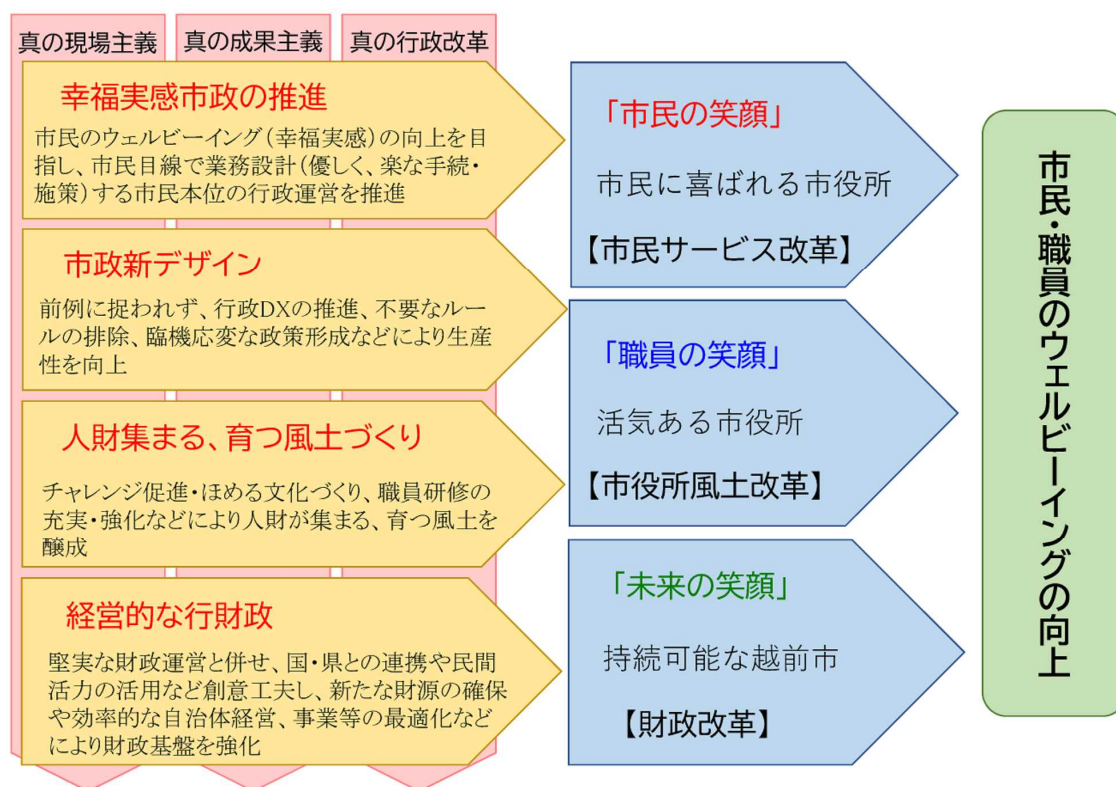 真の現場主義
真の成果主義
真の行政改革
幸福実感市政の推進
市民のウェルビーイング(幸福実感)の向上を目
指し、市民目線で業務設計(優しく、楽な手続・
施策)する市民本位の行政運営を推進
市政新デザイン
前例に捉われず、行政DXの推進、不要なルー
ルの排除、臨機応変な政策形成などにより生産
性を向上
人財集まる、育つ風土づくり
チャレンジ促進・ほめる文化づくり、職員研修の
充実・強化などにより人財が集まる、育つ風土を
醸成
経営的な行財政
堅実な財政運営と併せ、国・県との連携や民間
活力の活用など創意工夫し、新たな財源の確保
や効率的な自治体経営、事業等の最適化など
により財政基盤を強化
「市民の笑顔」
市民に喜ばれる市役所
【市民サービス改革】
「職員の笑顔」
活気ある市役所
【市役所風土改革】
「未来の笑顔」
持続可能な越前市
【財政改革】
市民・職員のウェルビーイングの向上